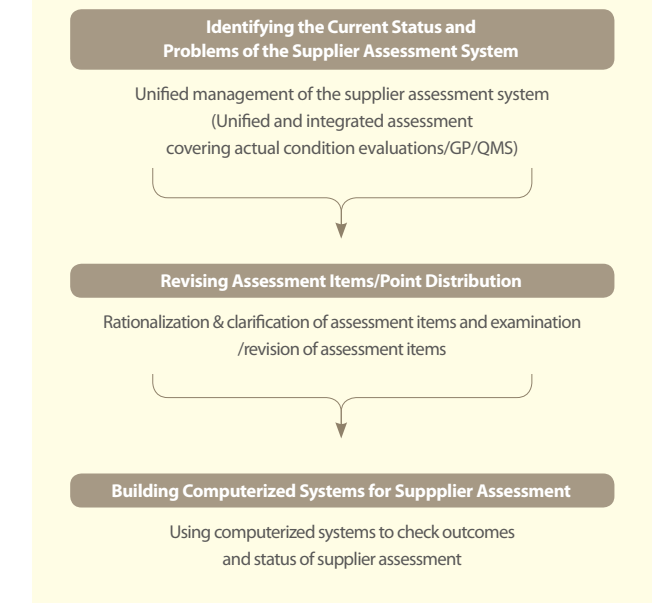 Identifying the Current Status and
Problems of the Supplier Assessment System
Unified management of the supplier assessment system
(Unified and integrated assessment
covering actual condition evaluations/GP/QMS)
Revising Assessment Items/Point Distribution
Rationalization & clarification of assessment items and examination
/revision of assessment items
Building Computerized Systems for Suppplier Assessment
Using computerized systems to check outcomes
and status of supplier assessment